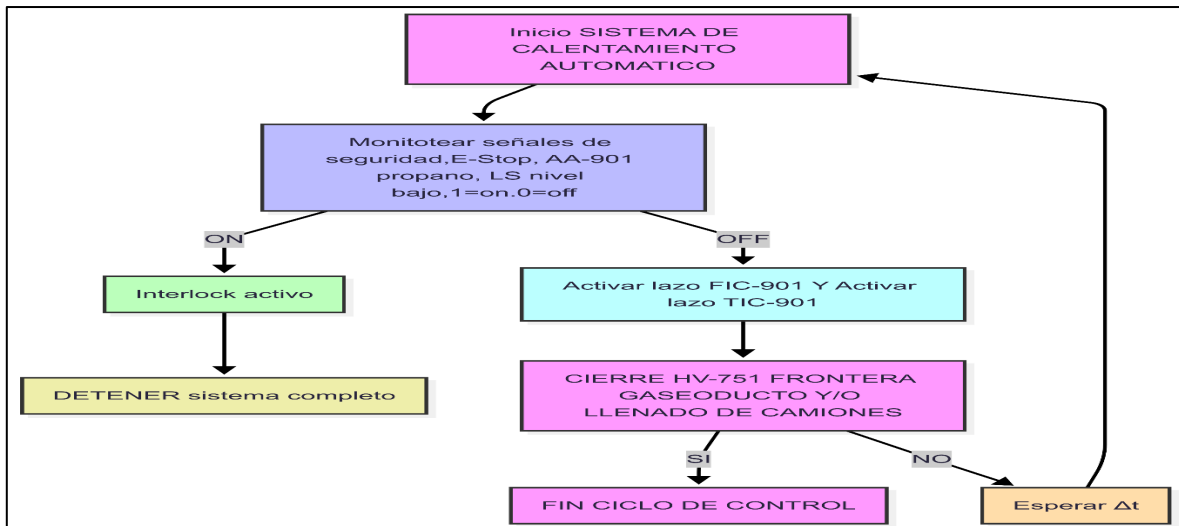 Inicio SISTEMA DE
CALENTAMIENTO
AUTOMATICO
Monitotear señales de
seguridad,E-Stop, AA-901
propano, LS nivel
bajo,1=on.0=off
ON
OFF
Interlock activo
Activar lazo FIC-901 Y Activar
lazo TIC-901
DETENER sistema completo
CIERRE HV-751 FRONTERA
GASEODUCTO Y/O
LLENADO DE CAMIONES
SI
NO
FIN CICLO DE CONTROL
Esperar Δt